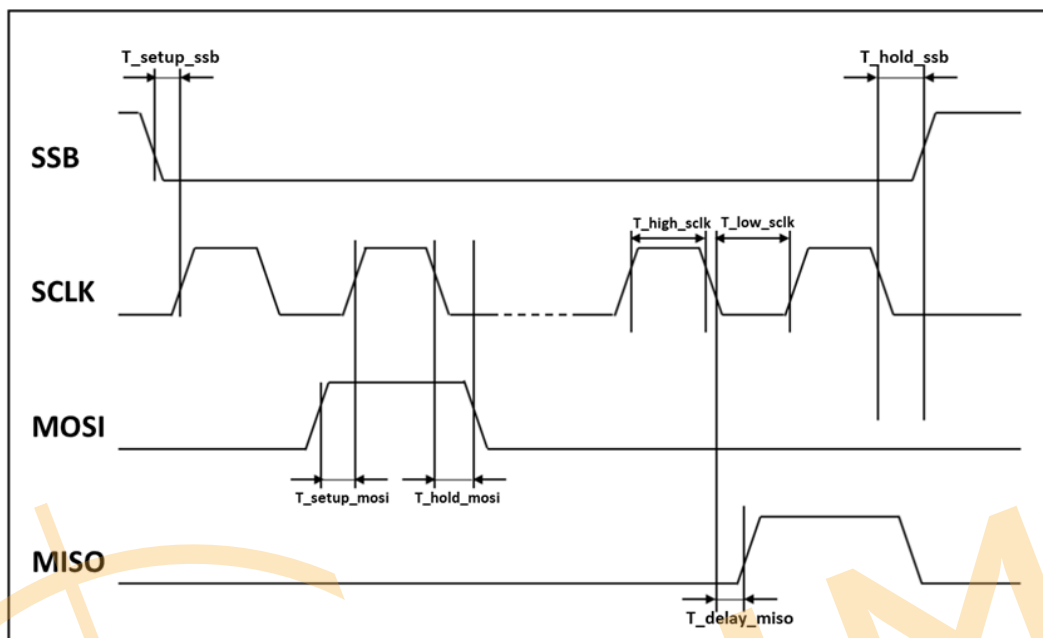 T_setup_ssb
T_hold_ssb
SSB
T_high_sclk
T_low_sclk
SCLK
MOSI
T_setup_mosi
T_hold_mosi
MISO
T_delay_miso